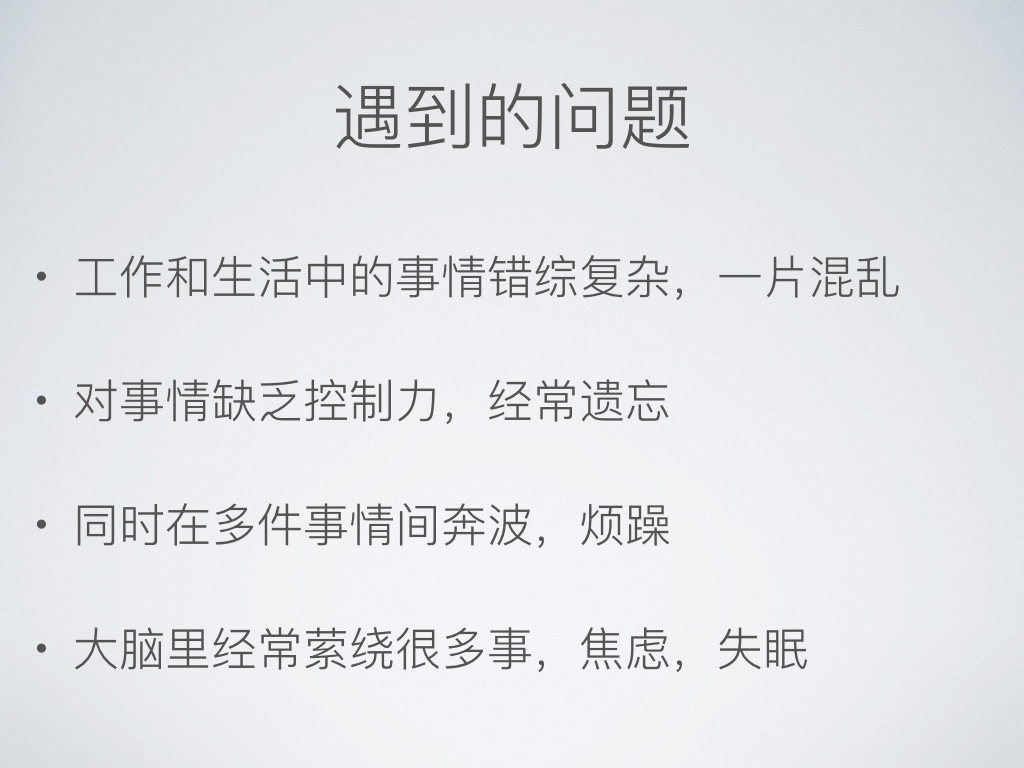 遇到的问题
• 工作和生活中的事情错综复杂，一片混乱
• 对事情缺乏控制力，经常遗忘
• 同时在多件事情间奔波，烦躁
• 大脑里经常萦绕很多事，焦虑，失眠